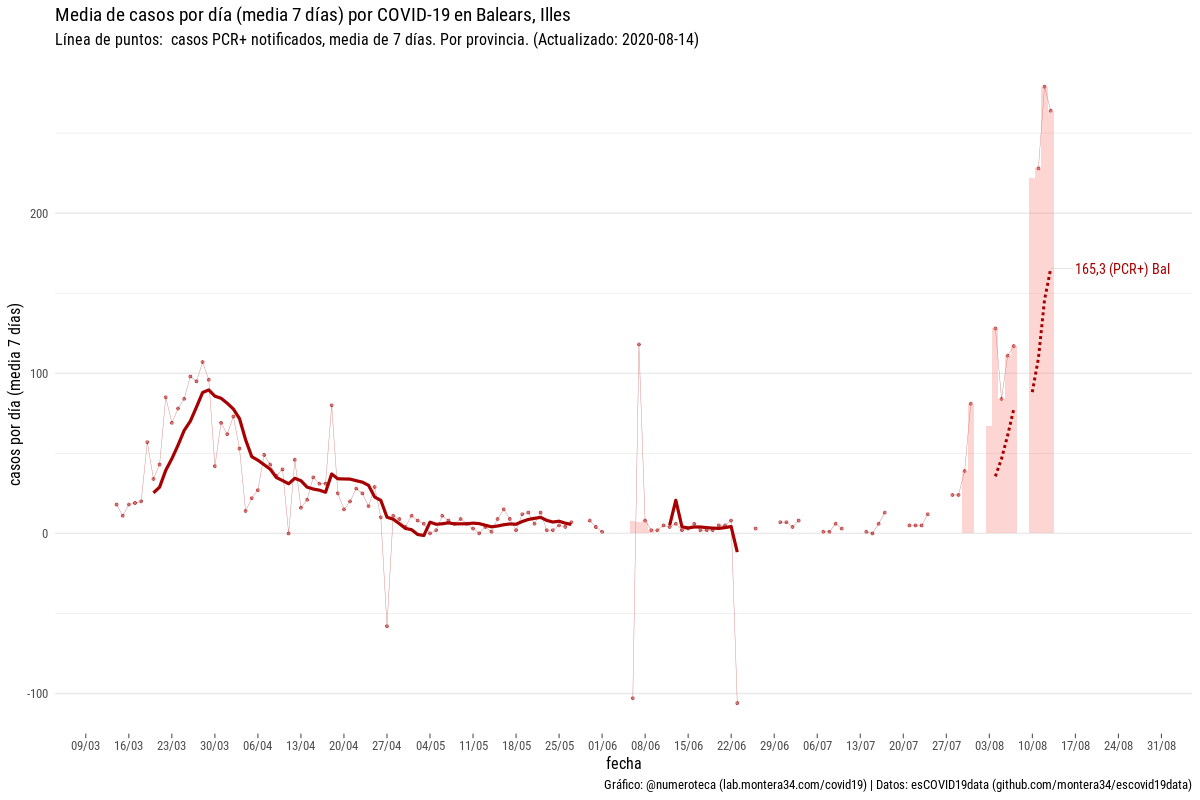 Media de casos por día (media 7 días) por COVID-19 en Balears, Illes
Línea de puntos:  casos PCR+ notificados, media de 7 días. Por provincia. (Actualizado: 2020-08-14)
casos por día (media 7 días)
200
100
0
-100
165,3 (PCR+) Bal
09/03 16/03 23/03 30/03 06/04 13/04 20/04 27/04 04/05 11/05 18/05 25/05 01/06 08/06 15/06 22/06 29/06 06/07 13/07 20/07 27/07 03/08 10/08 17/08 24/08 31/08
fecha
Gráfico: @numeroteca (lab.montera34.com/covid19) | Datos: esCOVID19data (github.com/montera34/escovid19data)